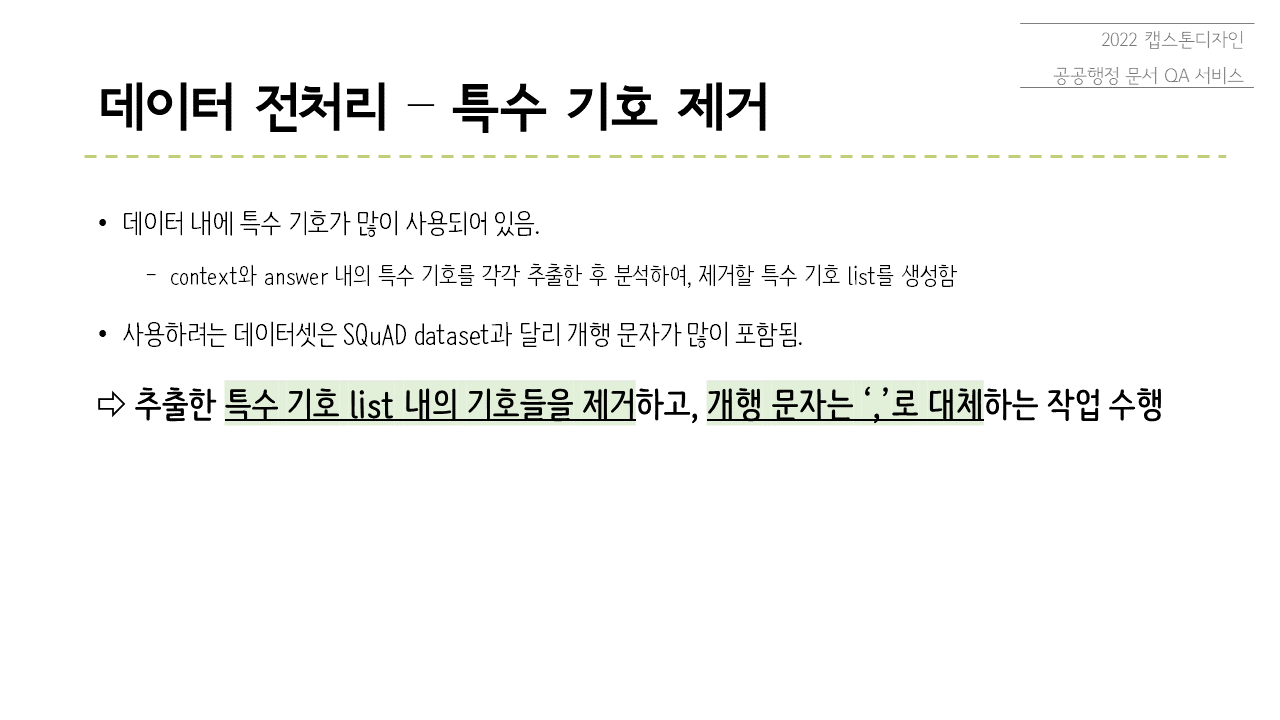 2022 캡스톤디자인
공공행정 문서 QA 서비스
데이터 전처리 – 특수 기호 제거
• 데이터 내에 특수 기호가 많이 사용되어 있음.
– context와 answer 내의 특수 기호를 각각 추출한 후 분석하여, 제거할 특수 기호 list를 생성함
• 사용하려는 데이터셋은 SQuAD dataset과 달리 개행 문자가 많이 포함됨.
⇨ 추출한 특수 기호 list 내의 기호들을 제거하고, 개행 문자는 ‘,’로 대체하는 작업 수행